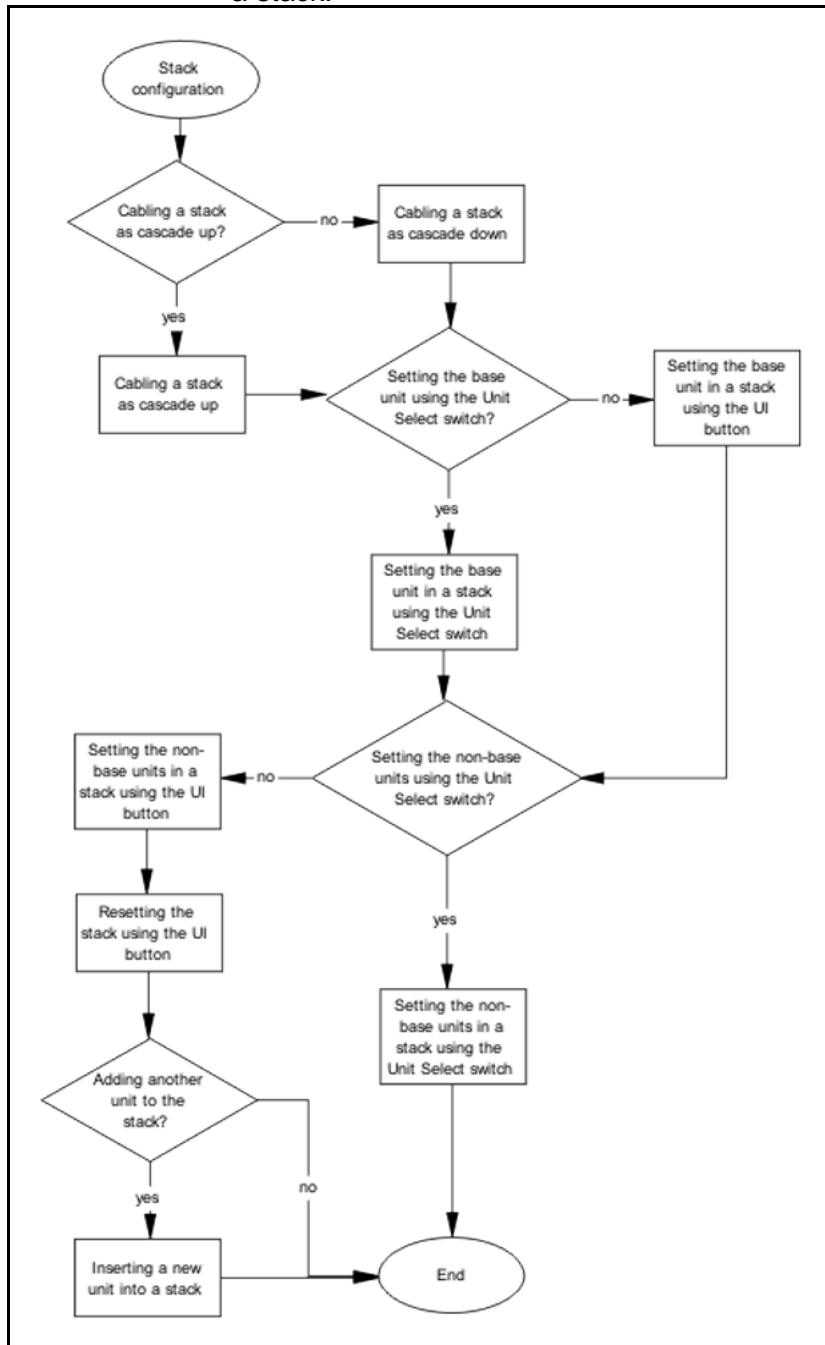 a stack.
Stack
configuration
Cabling a stack
as cascade up?
no
Cabling a stack
as cascade down
yes
Cabling a stack
as cascade up
Setting the base
unit using the Unit
Select switch?
no
Setting the base
unit in a stack
using the UI
button
yes
Setting the base
unit in a stack
using the Unit
Select switch
Setting the non-
base units using the Unit
Select switch?
no
Setting the non-
base units in a
stack using the UI
button
Resetting the
stack using the UI
button
yes
Setting the non-
base units in a
stack using the
Unit Select switch
Adding another
unit to the
stack?
no
yes
Inserting a new
unit into a stack
End